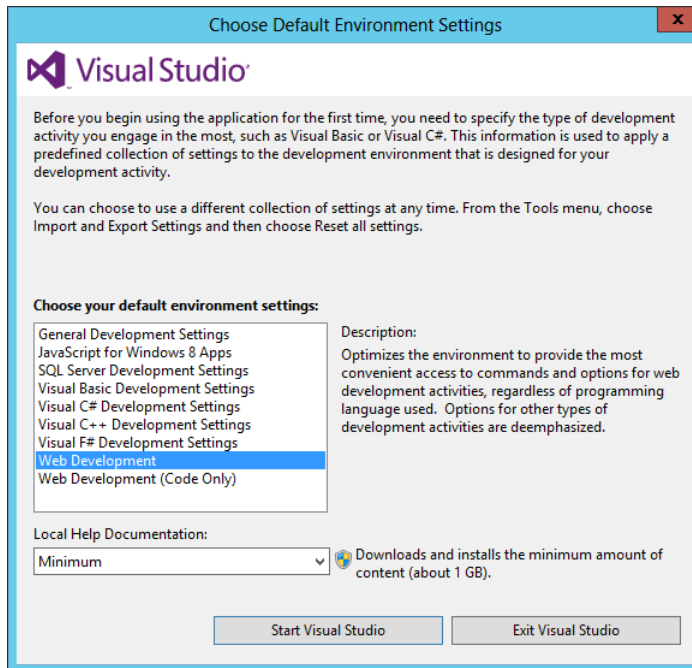 Choose Default Environment Settings
x
Visual Studio
Before you begin using the application for the first time, you need to specify the type of development
activity you engage in the most, such as Visual Basic or Visual C#. This information is used to apply a
predefined collection of settings to the development environment that is designed for your
development activity.
You can choose to use a different collection of settings at any time. From the Tools menu, choose
Import and Export Settings and then choose Reset all settings.
Choose your default environment settings:
General Development Settings
JavaScript for Windows 8 Apps
SQL Server Development Settings
Visual Basic Development Settings
Visual C# Development Settings
Visual C++ Development Settings
Visual F# Development Settings
Web Development
Web Development (Code Only)
Description:
Optimizes the environment to provide the most
convenient access to commands and options for web
development activities, regardless of programming
language used.  Options for other types of
development activities are deemphasized.
Local Help Documentation:
Minimum
Downloads and installs the minimum amount of
content (about 1 GB).
Start Visual Studio
Exit Visual Studio